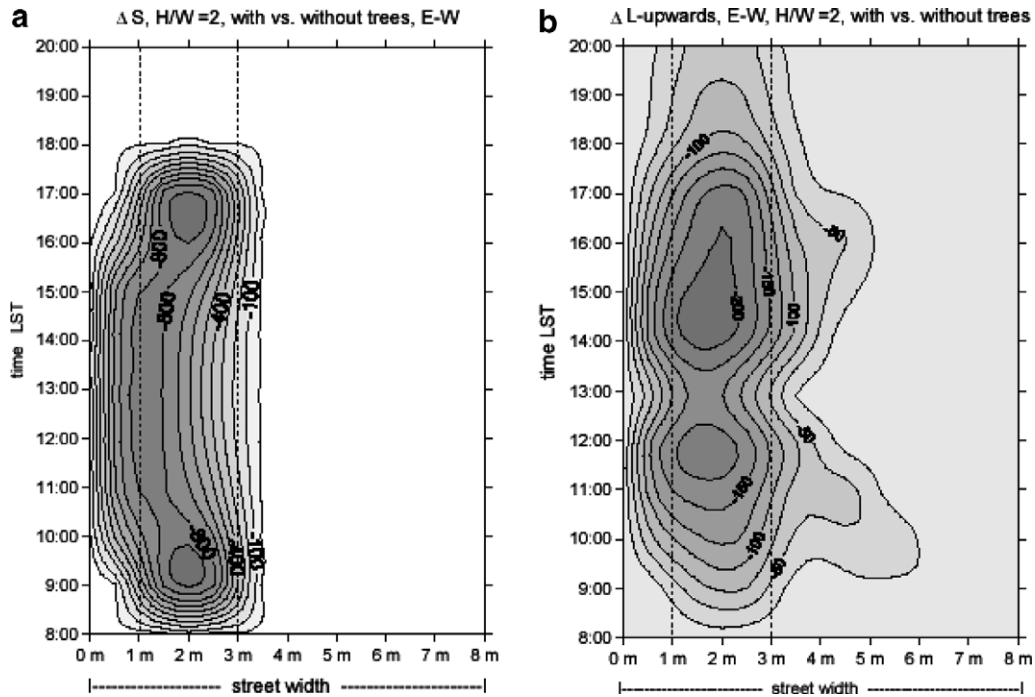 a
Δ S, H/W =2, with vs. without trees, E-W
20:00
19:00
18:00
17:00
16:00
15:00
14:00
13:00
12:00
11:00
10:00
9:00
8:00
time LST
-400
-100
-100
0 m
1 m
2 m
3 m
4 m
5 m
6 m
7 m
8 m
street width
b
Δ L-upwards, E-W, H/W =2, with vs. without trees
20:00
19:00
18:00
17:00
16:00
15:00
14:00
13:00
12:00
11:00
10:00
9:00
8:00
time LST
-100
-50
-150
-200
100
-50
-150
-100
-50
0 m
1 m
2 m
3 m
4 m
5 m
6 m
7 m
8 m
street width